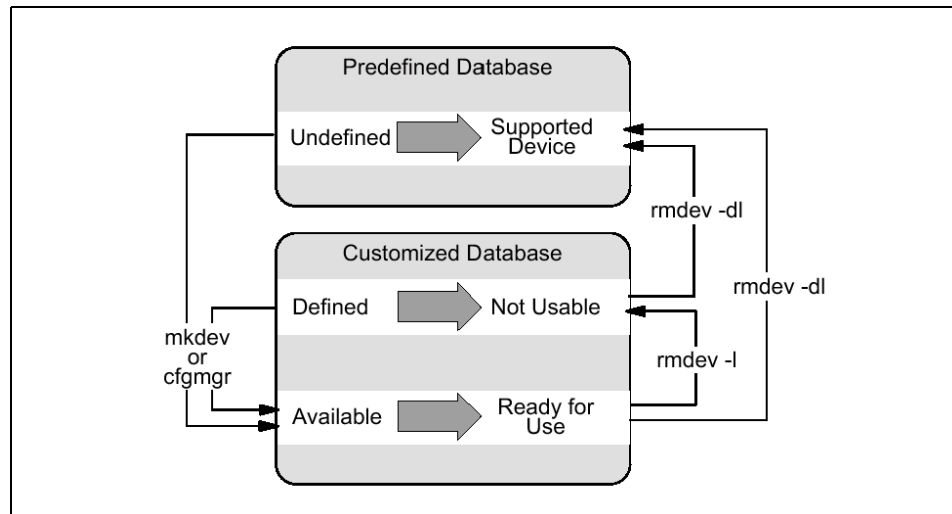 Predefined Database
Undefined
Supported
Device
rmdev -dl
Customized Database
Defined
Not Usable
rmdev -dl
mkdev
or
cfgmgr
rmdev -l
Available
Ready for
Use